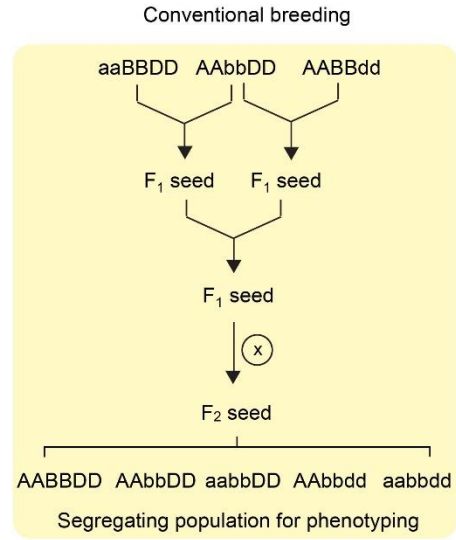 Conventional breeding
aaBBDD AAbbDD AABBdd
F₁ seed F₁ seed
F₁ seed
x
F₂ seed
AABBDD AAbbDD aabbDD AAbbdd aabbdd
Segregating population for phenotyping